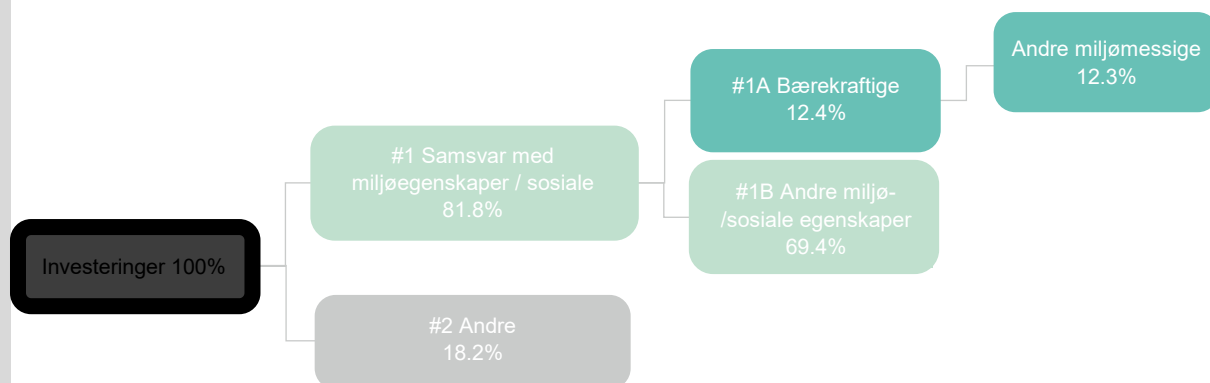 Investeringer 100%
#1 Samsvar med
miljøegenskaper / sosiale
81.8%
#2 Andre
18.2%
#1A Bærekraftige
12.4%
#1B Andre miljø-
/sosiale egenskaper
69.4%
Andre miljømessige
12.3%